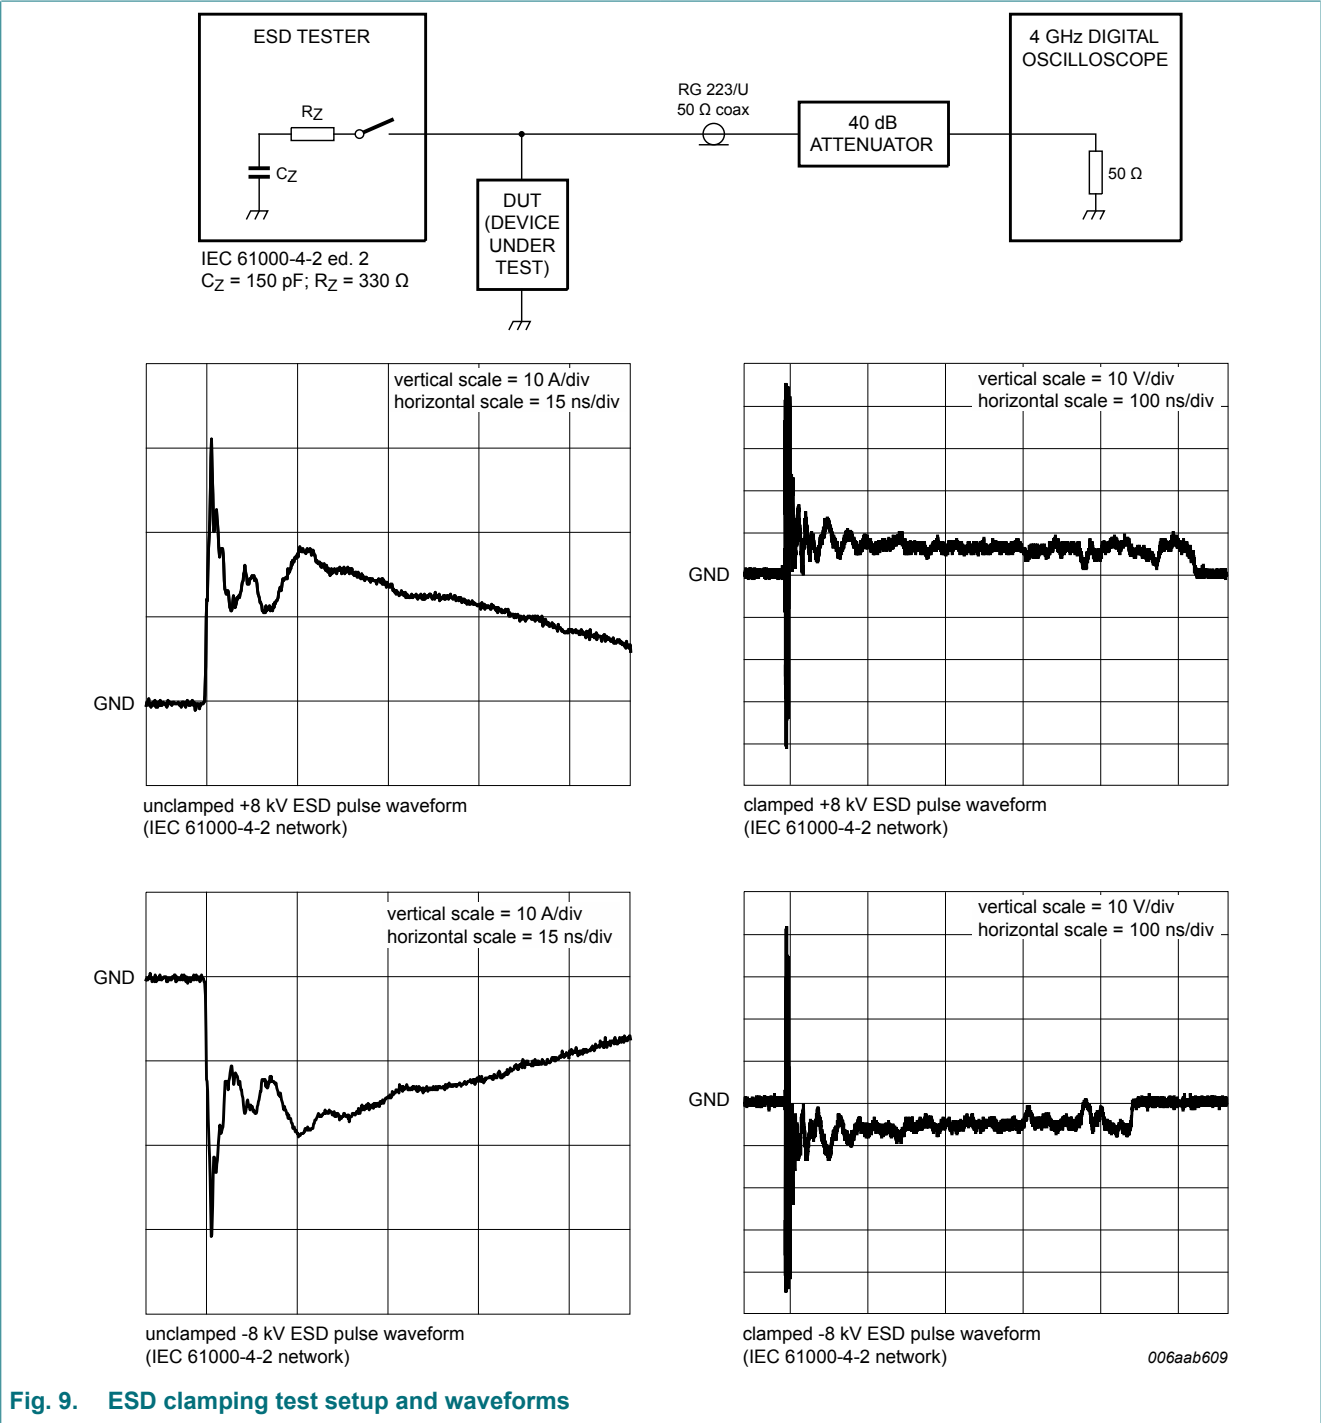 ESD TESTER
RZ
CZ
IEC 61000-4-2 ed. 2
CZ = 150 pF; RZ = 330 Ω
DUT
(DEVICE
UNDER
TEST)
RG 223/U
50 Ω coax
40 dB
ATTENUATOR
4 GHz DIGITAL
OSCILLOSCOPE
50 Ω
vertical scale = 10 A/div
horizontal scale = 15 ns/div
GND
unclamped +8 kV ESD pulse waveform
(IEC 61000-4-2 network)
vertical scale = 10 V/div
horizontal scale = 100 ns/div
GND
clamped +8 kV ESD pulse waveform
(IEC 61000-4-2 network)
vertical scale = 10 A/div
horizontal scale = 15 ns/div
GND
unclamped -8 kV ESD pulse waveform
(IEC 61000-4-2 network)
vertical scale = 10 V/div
horizontal scale = 100 ns/div
GND
clamped -8 kV ESD pulse waveform
(IEC 61000-4-2 network)
006aab609
Fig. 9. ESD clamping test setup and waveforms